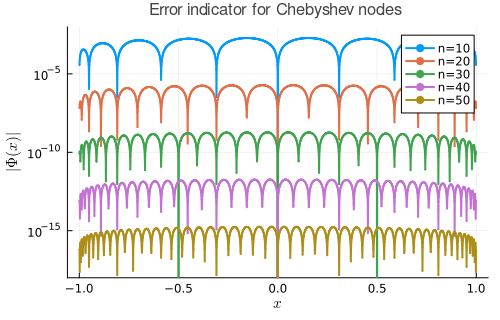 Error indicator for Chebyshev nodes
n=10
n=20
n=30
n=40
n=50
10⁻⁵
10⁻¹⁰
10⁻¹⁵
|Φ(x)|
-1.0 -0.5 0.0 0.5 1.0
x